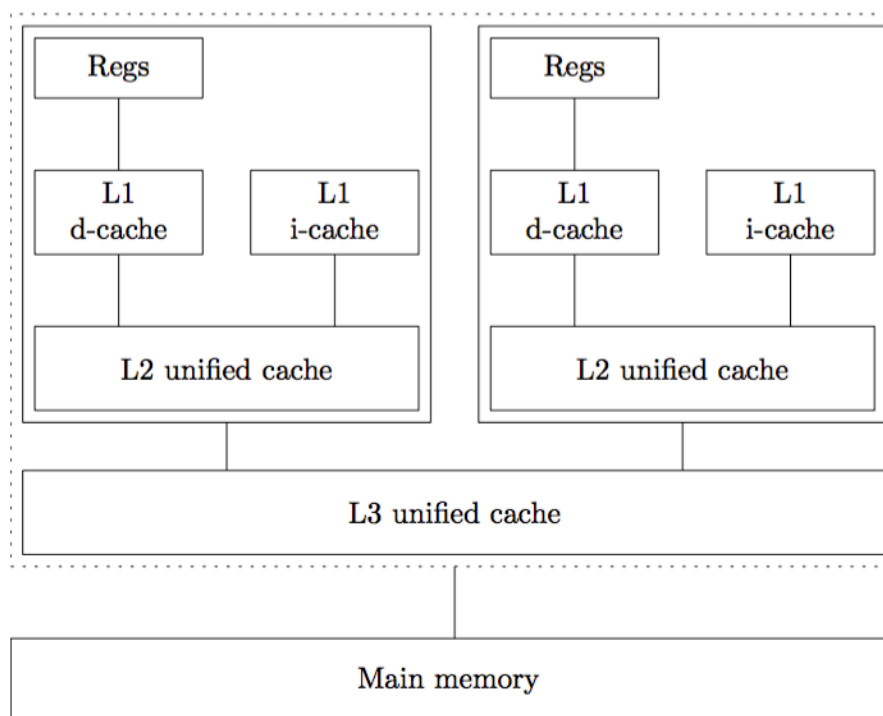 Regs
Regs
L1
d-cache
L1
i-cache
L1
d-cache
L1
i-cache
L2 unified cache
L2 unified cache
L3 unified cache
Main memory